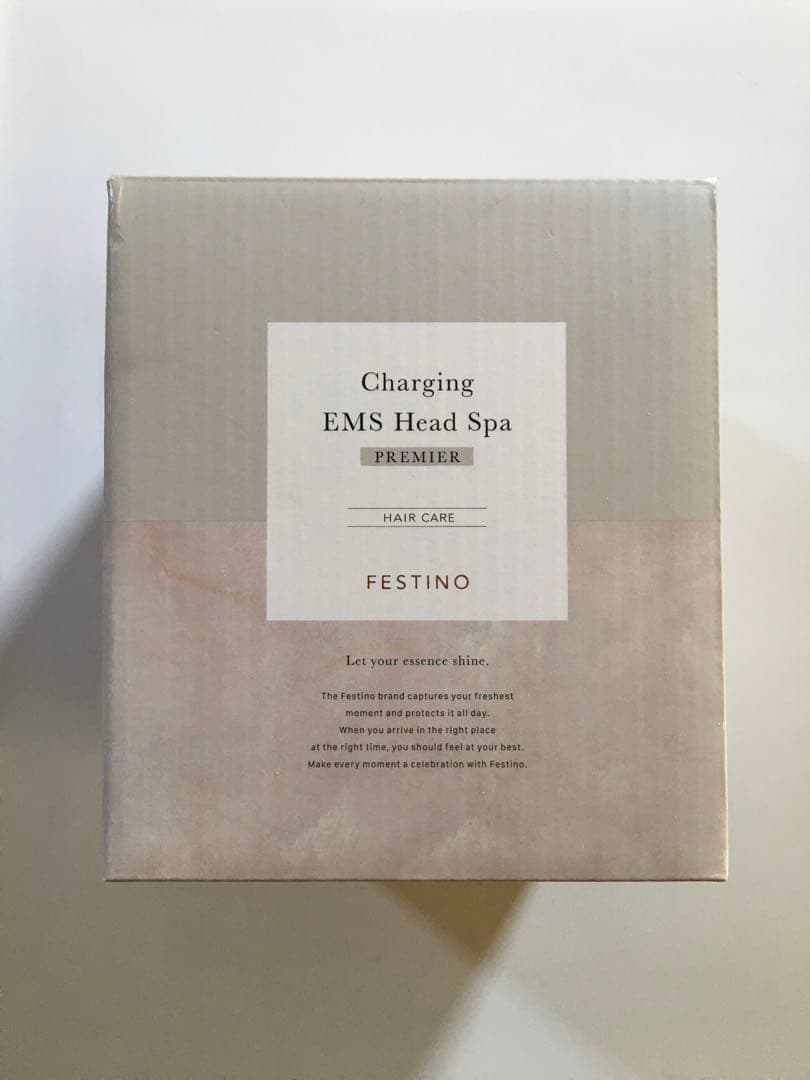 Charging
EMS Head Spa
PREMIER
HAIR CARE
FESTINO
Let your essence shine.
The Festino brand captures your freshest
moment and protects it all day.
When you arrive in the right place
at the right time, you should feel at your best.
Make every moment a celebration with Festino.